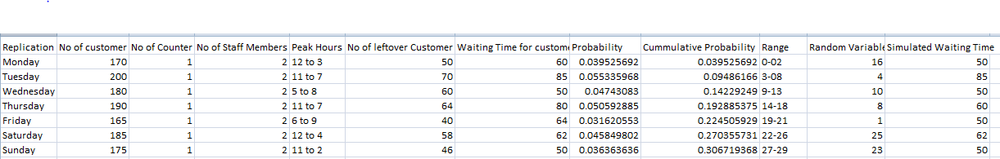 Replication No of customer No of Counter No of Staff Members Peak Hours No of leftover Customer Waiting Time for custome Probability Cummulative Probability Range Random Variable Simulated Waiting Time
Monday 170 1 2 12 to 3 50 60 0.039525692 0.039525692 0-02 16 50
Tuesday 200 1 2 11 to 7 70 85 0.055335968 0.09486166 3-08 4 85
Wednesday 180 1 2 5 to 8 60 50 0.04743083 0.14229249 9-13 10 50
Thursday 190 1 2 11 to 7 64 80 0.050592885 0.192885375 14-18 8 60
Friday 165 1 2 6 to 9 40 64 0.031620553 0.224505929 19-21 1 50
Saturday 185 1 2 12 to 4 58 62 0.045849802 0.270355731 22-26 25 62
Sunday 175 1 2 11 to 2 46 50 0.036363636 0.306719368 27-29 23 50